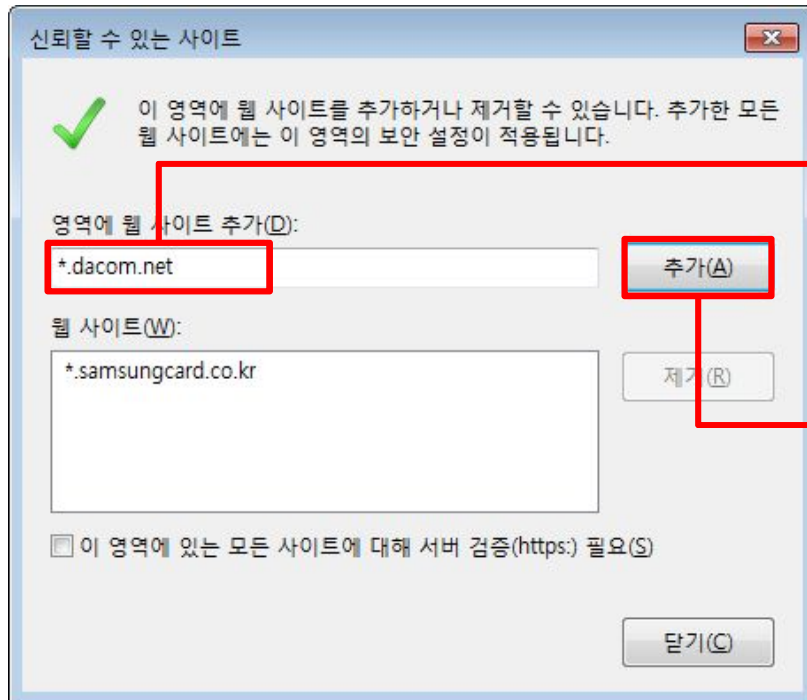 신뢰할 수 있는 사이트
이 영역에 웹 사이트를 추가하거나 제거할 수 있습니다. 추가한 모든
웹 사이트에는 이 영역의 보안 설정이 적용됩니다.
영역에 웹 사이트 추가(D):
*.dacom.net
추가(A)
웹 사이트(W):
*.samsungcard.co.kr
제거(R)
이 영역에 있는 모든 사이트에 대해 서버 검증(https:) 필요(S)
닫기(C)